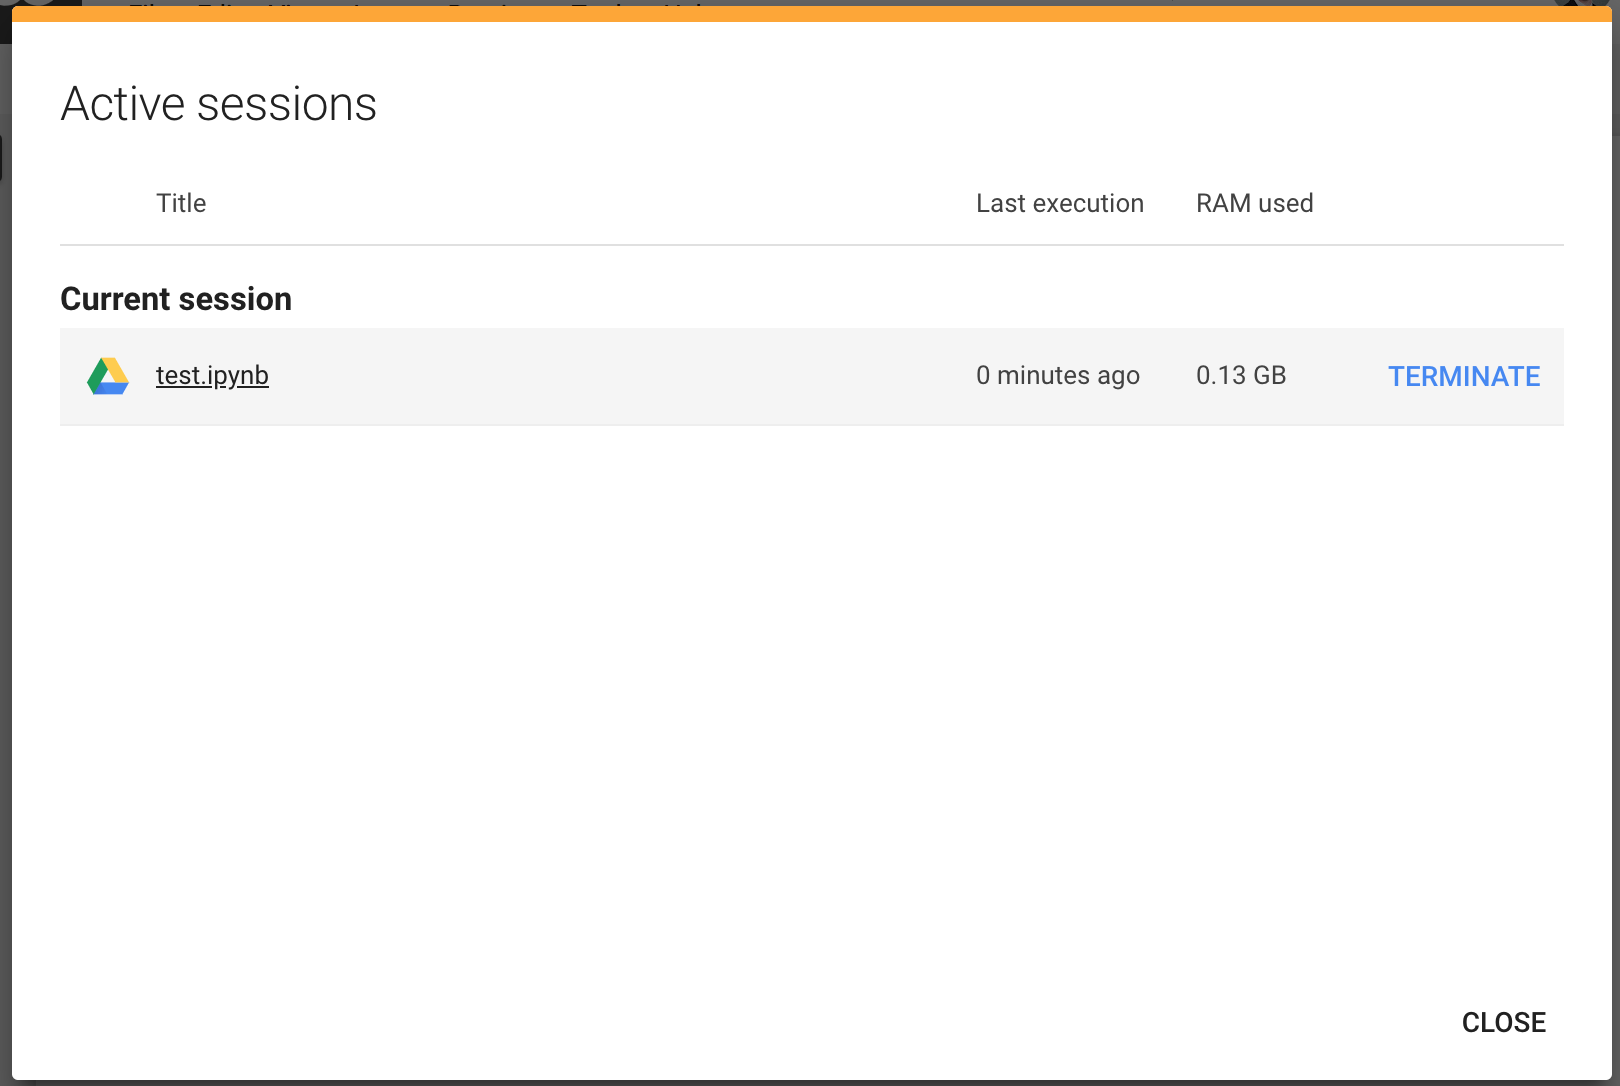 Active sessions
Title Last execution RAM used
Current session
test.ipynb 0 minutes ago 0.13 GB TERMINATE
CLOSE